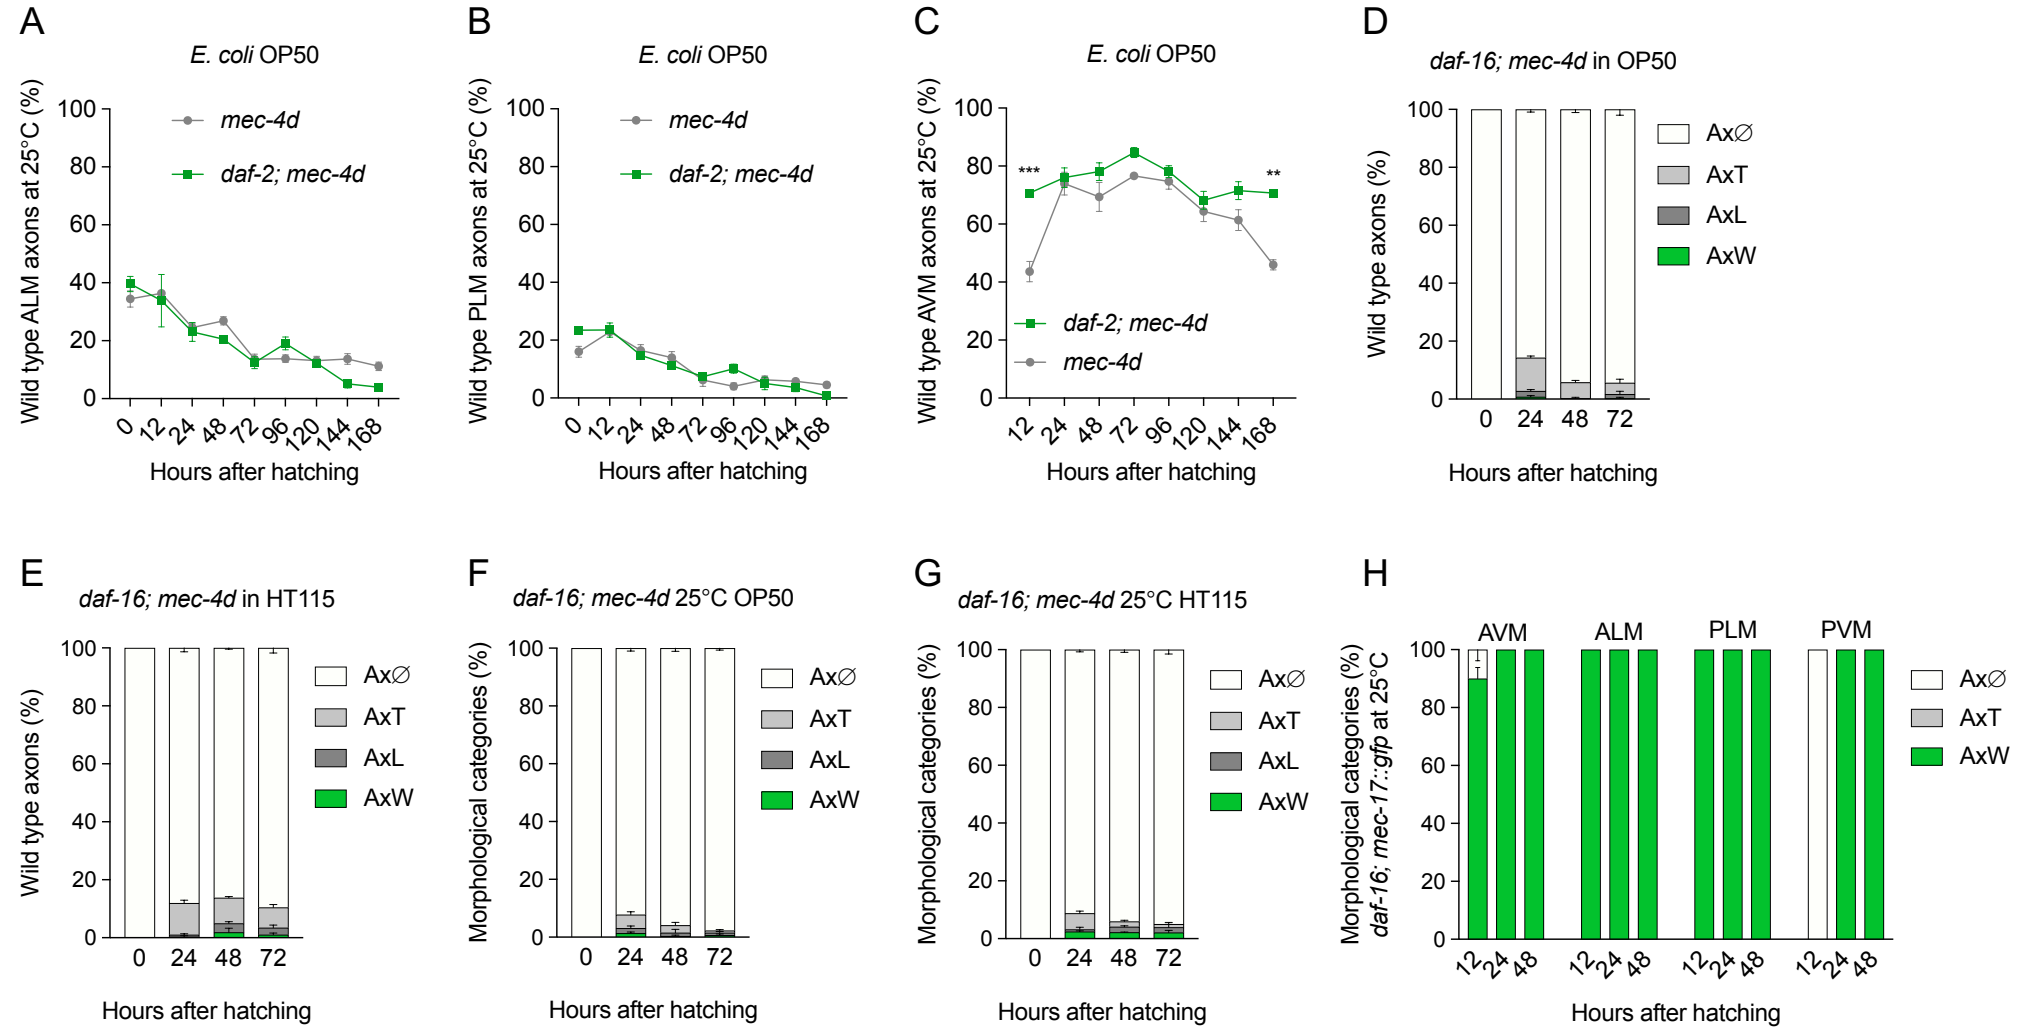 A
E. coli OP50
Wild type ALM axons at 25°C (%)
100
80
60
40
20
0
mec-4d
daf-2; mec-4d
0 12 24 48 72 96 120 144 168
Hours after hatching
B
E. coli OP50
Wild type PLM axons at 25°C (%)
100
80
60
40
20
0
mec-4d
daf-2; mec-4d
0 12 24 48 72 96 120 144 168
Hours after hatching
C
E. coli OP50
Wild type AVM axons at 25°C (%)
100
80
60
40
20
0
***
**
daf-2; mec-4d
mec-4d
12 24 48 72 96 120 144 168
Hours after hatching
D
daf-16; mec-4d in OP50
Wild type axons (%)
100
80
60
40
20
0
Ax∅
AxT
AxL
AxW
0 24 48 72
Hours after hatching
E
daf-16; mec-4d in HT115
Wild type axons (%)
100
80
60
40
20
0
Ax∅
AxT
AxL
AxW
0 24 48 72
Hours after hatching
F
daf-16; mec-4d 25°C OP50
Morphological categories (%)
100
80
60
40
20
0
Ax∅
AxT
AxL
AxW
0 24 48 72
Hours after hatching
G
daf-16; mec-4d 25°C HT115
Morphological categories (%)
100
80
60
40
20
0
Ax∅
AxT
AxL
AxW
0 24 48 72
Hours after hatching
H
Morphological categories (%)
daf-16; mec-17::gfp at 25°C
100
80
60
40
20
0
AVM ALM PLM PVM
Ax∅
AxT
AxW
12 24 48 12 24 48 12 24 48 12 24 48
Hours after hatching